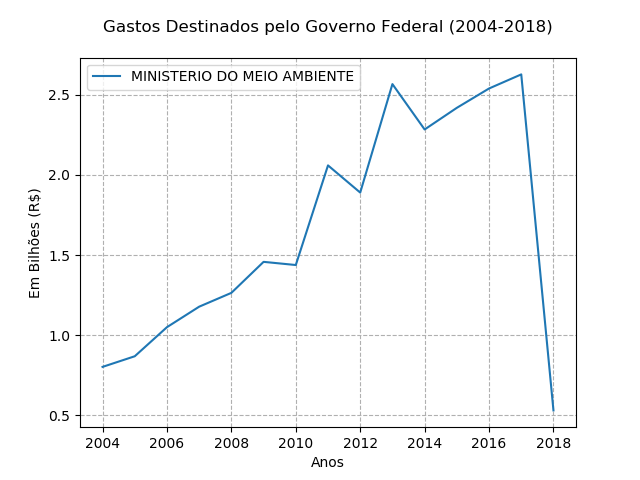 Gastos Destinados pelo Governo Federal (2004-2018)
MINISTERIO DO MEIO AMBIENTE
Em Bilhões (R$)
2.5
2.0
1.5
1.0
0.5
2004 2006 2008 2010 2012 2014 2016 2018
Anos